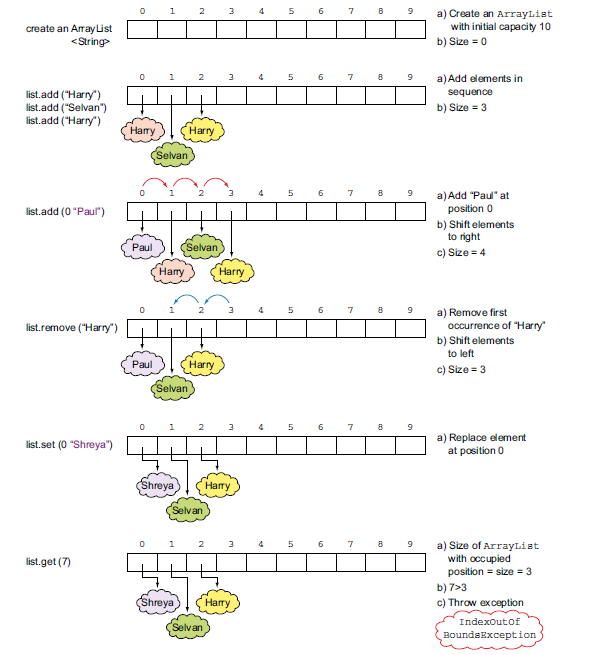 0 1 2 3 4 5 6 7 8 9
create an ArrayList
<String>
a) Create an ArrayList
with initial capacity 10
b) Size = 0
0 1 2 3 4 5 6 7 8 9
list.add (“Harry”)
list.add (“Selvan”)
list.add (“Harry”)
Harry
Selvan
Harry
a) Add elements in
sequence
b) Size = 3
0 1 2 3 4 5 6 7 8 9
list.add (0 “Paul”)
Paul
Harry
Selvan
Harry
a) Add “Paul” at
position 0
b) Shift elements
to right
c) Size = 4
0 1 2 3 4 5 6 7 8 9
list.remove (“Harry”)
Paul
Selvan
Harry
a) Remove first
occurrence of “Harry”
b) Shift elements
to left
c) Size = 3
0 1 2 3 4 5 6 7 8 9
list.set (0 “Shreya”)
Shreya
Selvan
Harry
a) Replace element
at position 0
0 1 2 3 4 5 6 7 8 9
list.get (7)
Shreya
Selvan
Harry
a) Size of ArrayList
with occupied
position = size = 3
b) 7>3
c) Throw exception
IndexOutOf
BoundsException